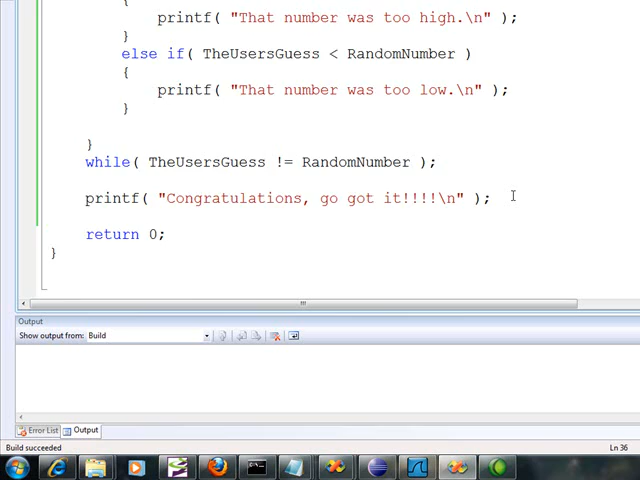 }
printf( "That number was too high.\n" );
}
else if( TheUsersGuess < RandomNumber )
{
printf( "That number was too low.\n" );
}
}
while( TheUsersGuess != RandomNumber );
printf( "Congratulations, go got it!!!!\n" );
return 0;
}
Output
Show output from: Build
Error List Output
Build succeeded Ln 36